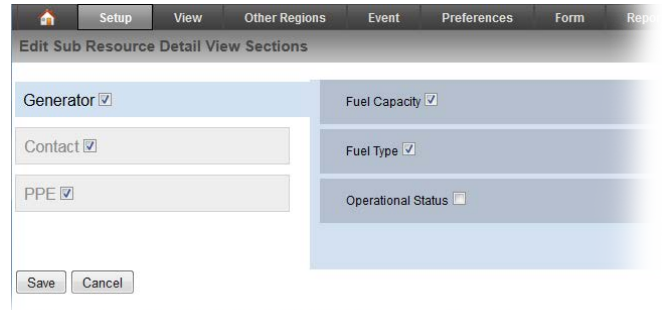 Setup View Other Regions Event Preferences Form Repo
Edit Sub Resource Detail View Sections
Generator
Fuel Capacity
Contact
Fuel Type
PPE
Operational Status
Save Cancel